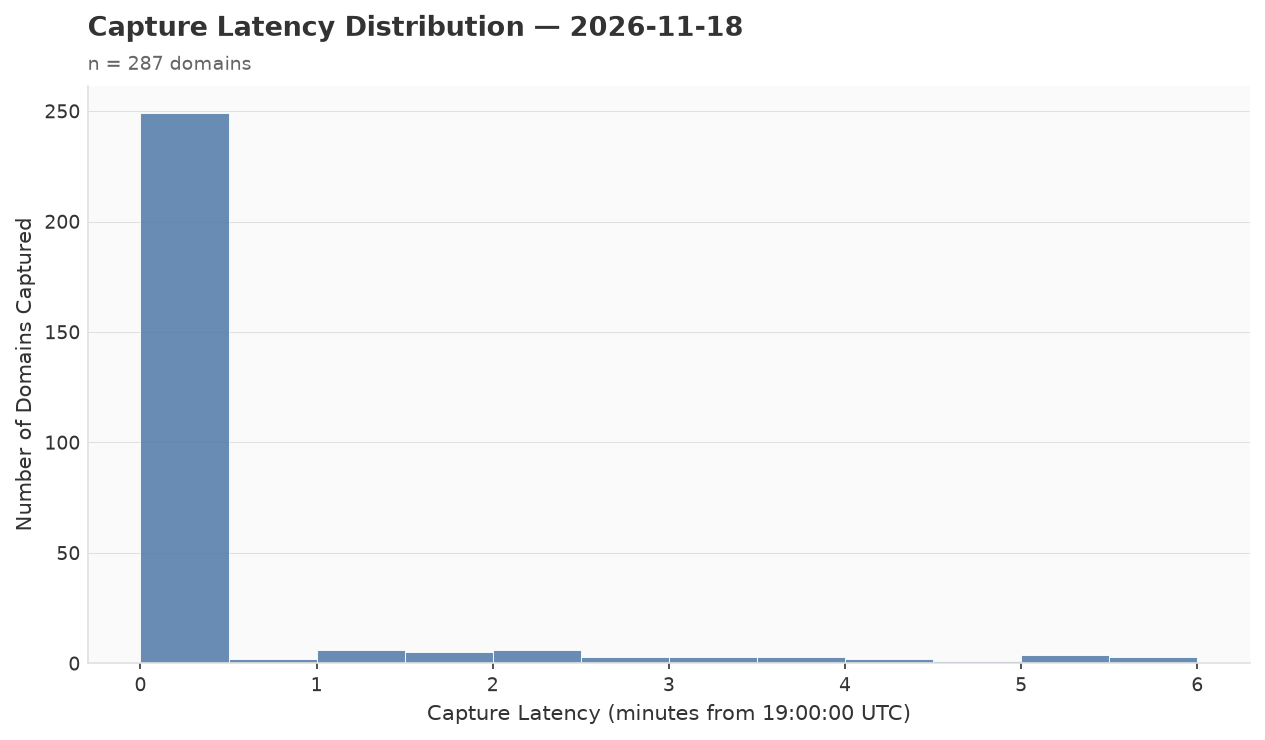 Capture Latency Distribution — 2026-11-18
n = 287 domains
Number of Domains Captured
250
200
150
100
50
0
0 1 2 3 4 5 6
Capture Latency (minutes from 19:00:00 UTC)